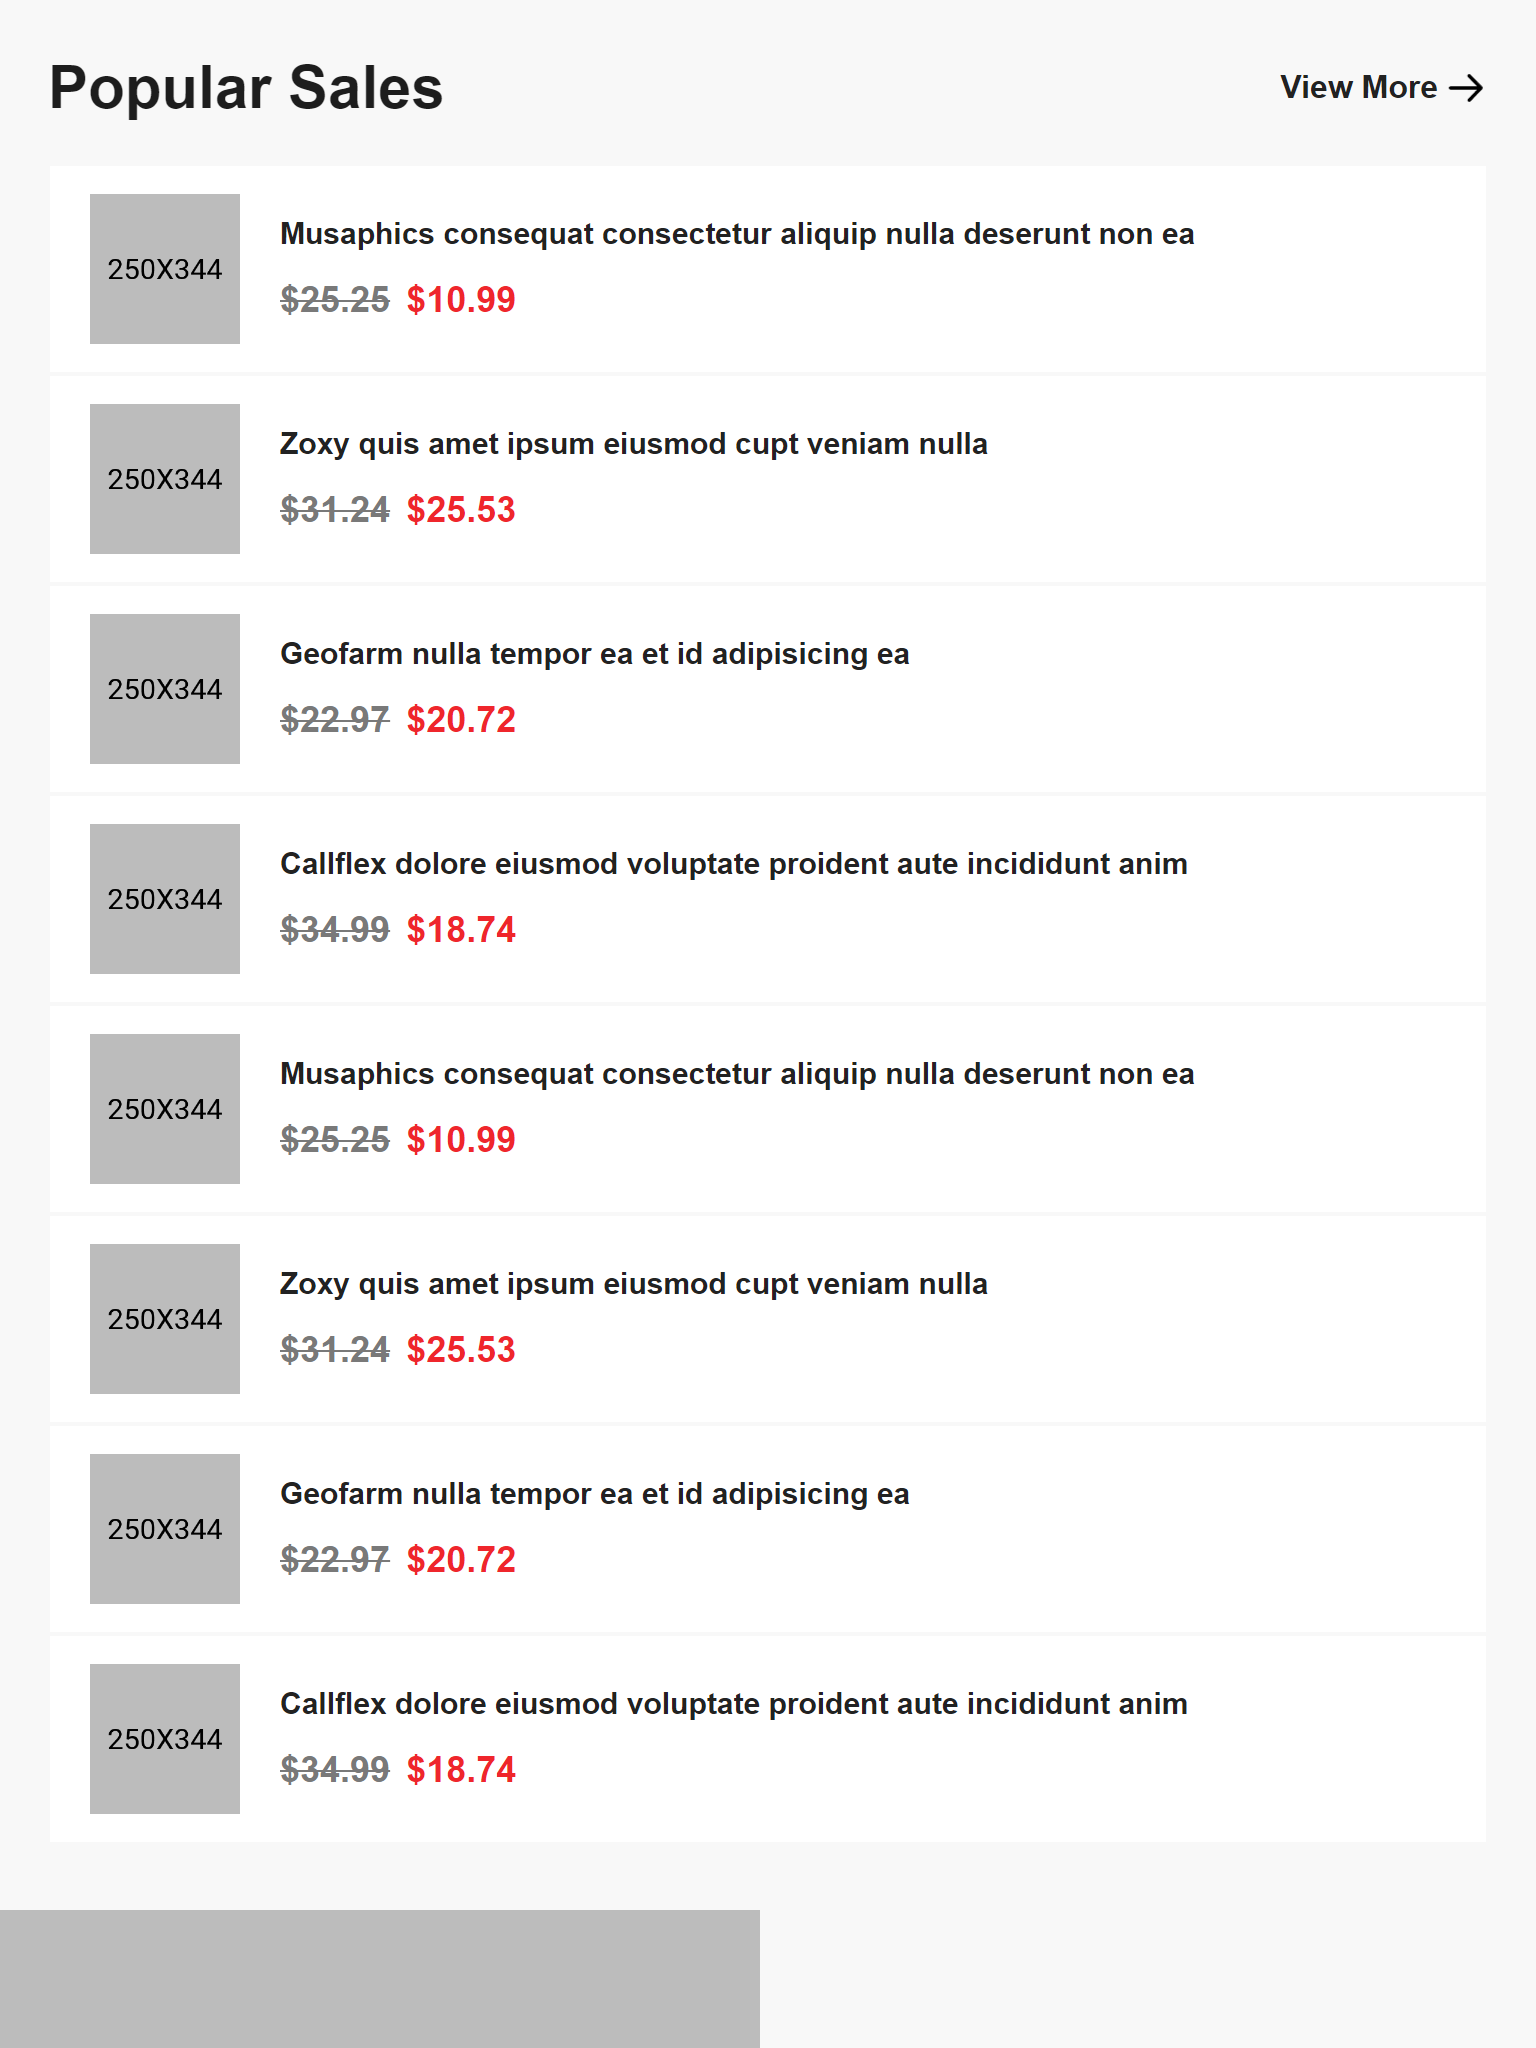 Popular Sales
View More
250X344
Musaphics consequat consectetur aliquip nulla deserunt non ea
$25.25 $10.99
250X344
Zoxy quis amet ipsum eiusmod cupt veniam nulla
$31.24 $25.53
250X344
Geofarm nulla tempor ea et id adipisicing ea
$22.97 $20.72
250X344
Callflex dolore eiusmod voluptate proident aute incididunt anim
$34.99 $18.74
250X344
Musaphics consequat consectetur aliquip nulla deserunt non ea
$25.25 $10.99
250X344
Zoxy quis amet ipsum eiusmod cupt veniam nulla
$31.24 $25.53
250X344
Geofarm nulla tempor ea et id adipisicing ea
$22.97 $20.72
250X344
Callflex dolore eiusmod voluptate proident aute incididunt anim
$34.99 $18.74